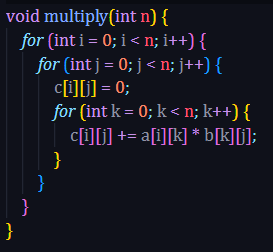 void multiply(int n) {
  for (int i = 0; i < n; i++) {
    for (int j = 0; j < n; j++) {
      c[i][j] = 0;
      for (int k = 0; k < n; k++) {
        c[i][j] += a[i][k] * b[k][j];
      }
    }
  }
}